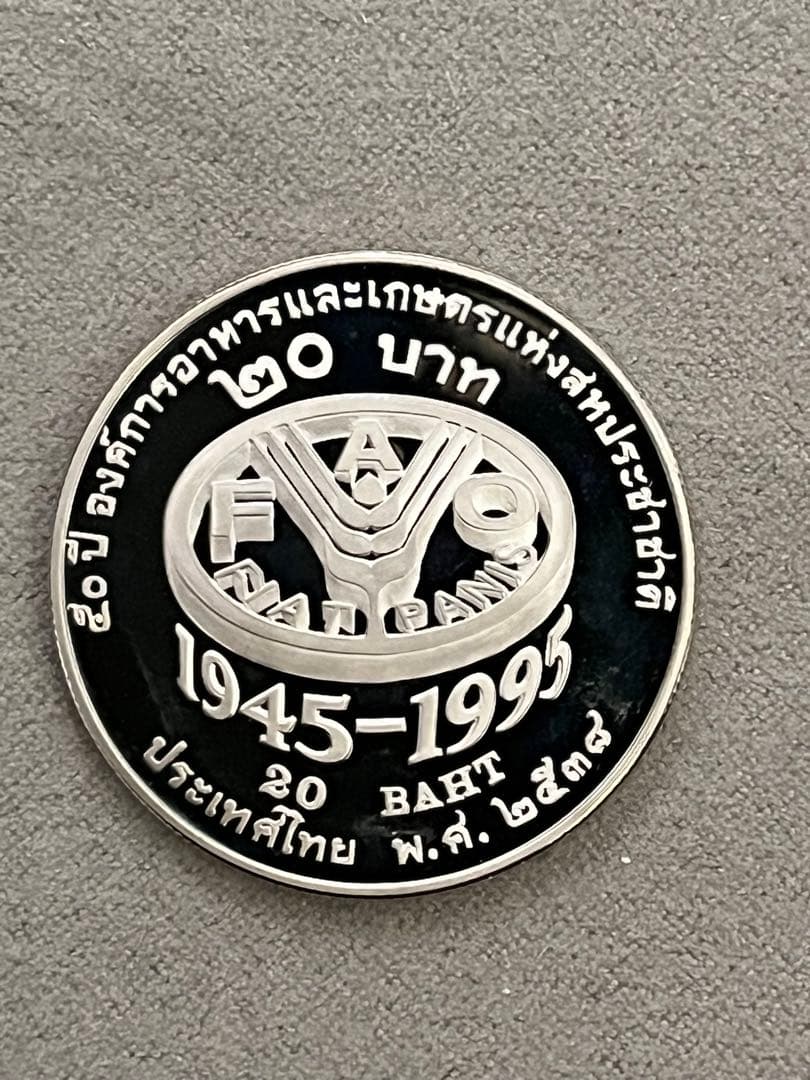 ๕๐ ปี องค์การอาหารและเกษตรแห่งสหประชาชาติ
๒๐ บาท
F A O
FIAT PANIS
1945-1995
20 BAHT
ประเทศไทย พ.ศ. ๒๕๓๘